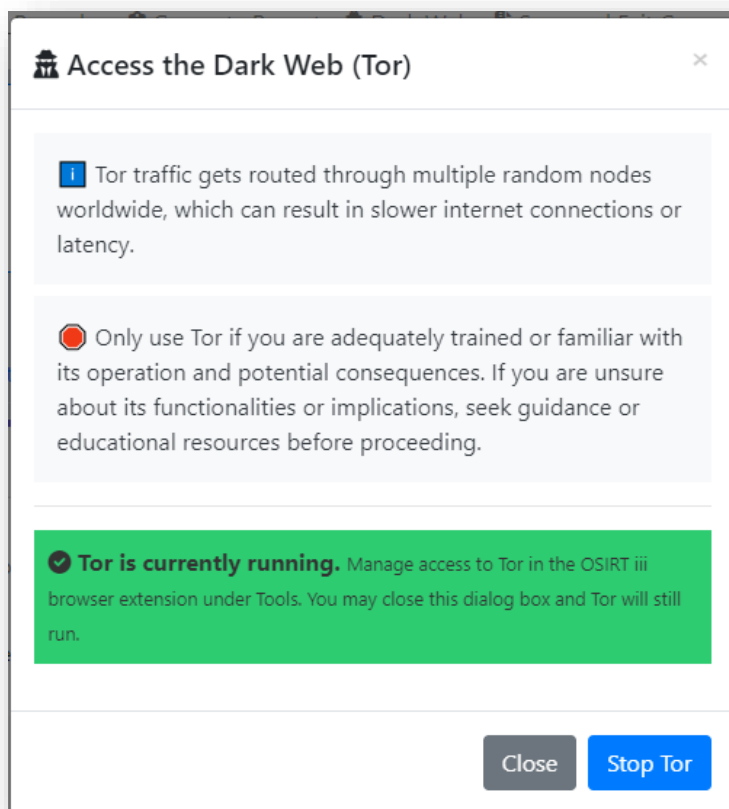 Access the Dark Web (Tor)
×
i Tor traffic gets routed through multiple random nodes
worldwide, which can result in slower internet connections or
latency.
Only use Tor if you are adequately trained or familiar with
its operation and potential consequences. If you are unsure
about its functionalities or implications, seek guidance or
educational resources before proceeding.
Tor is currently running. Manage access to Tor in the OSIRT iii
browser extension under Tools. You may close this dialog box and Tor will still
run.
Close
Stop Tor